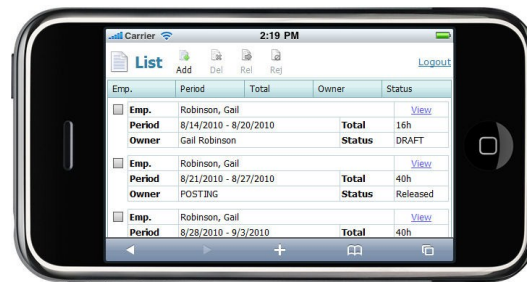 Carrier 2:19 PM
List Add Del Rel Rej Logout
Emp. Period Total Owner Status
Emp. Robinson, Gail View
Period 8/14/2010 - 8/20/2010 Total 16h
Owner Gail Robinson Status DRAFT
Emp. Robinson, Gail View
Period 8/21/2010 - 8/27/2010 Total 40h
Owner POSTING Status Released
Emp. Robinson, Gail View
Period 8/28/2010 - 9/3/2010 Total 40h